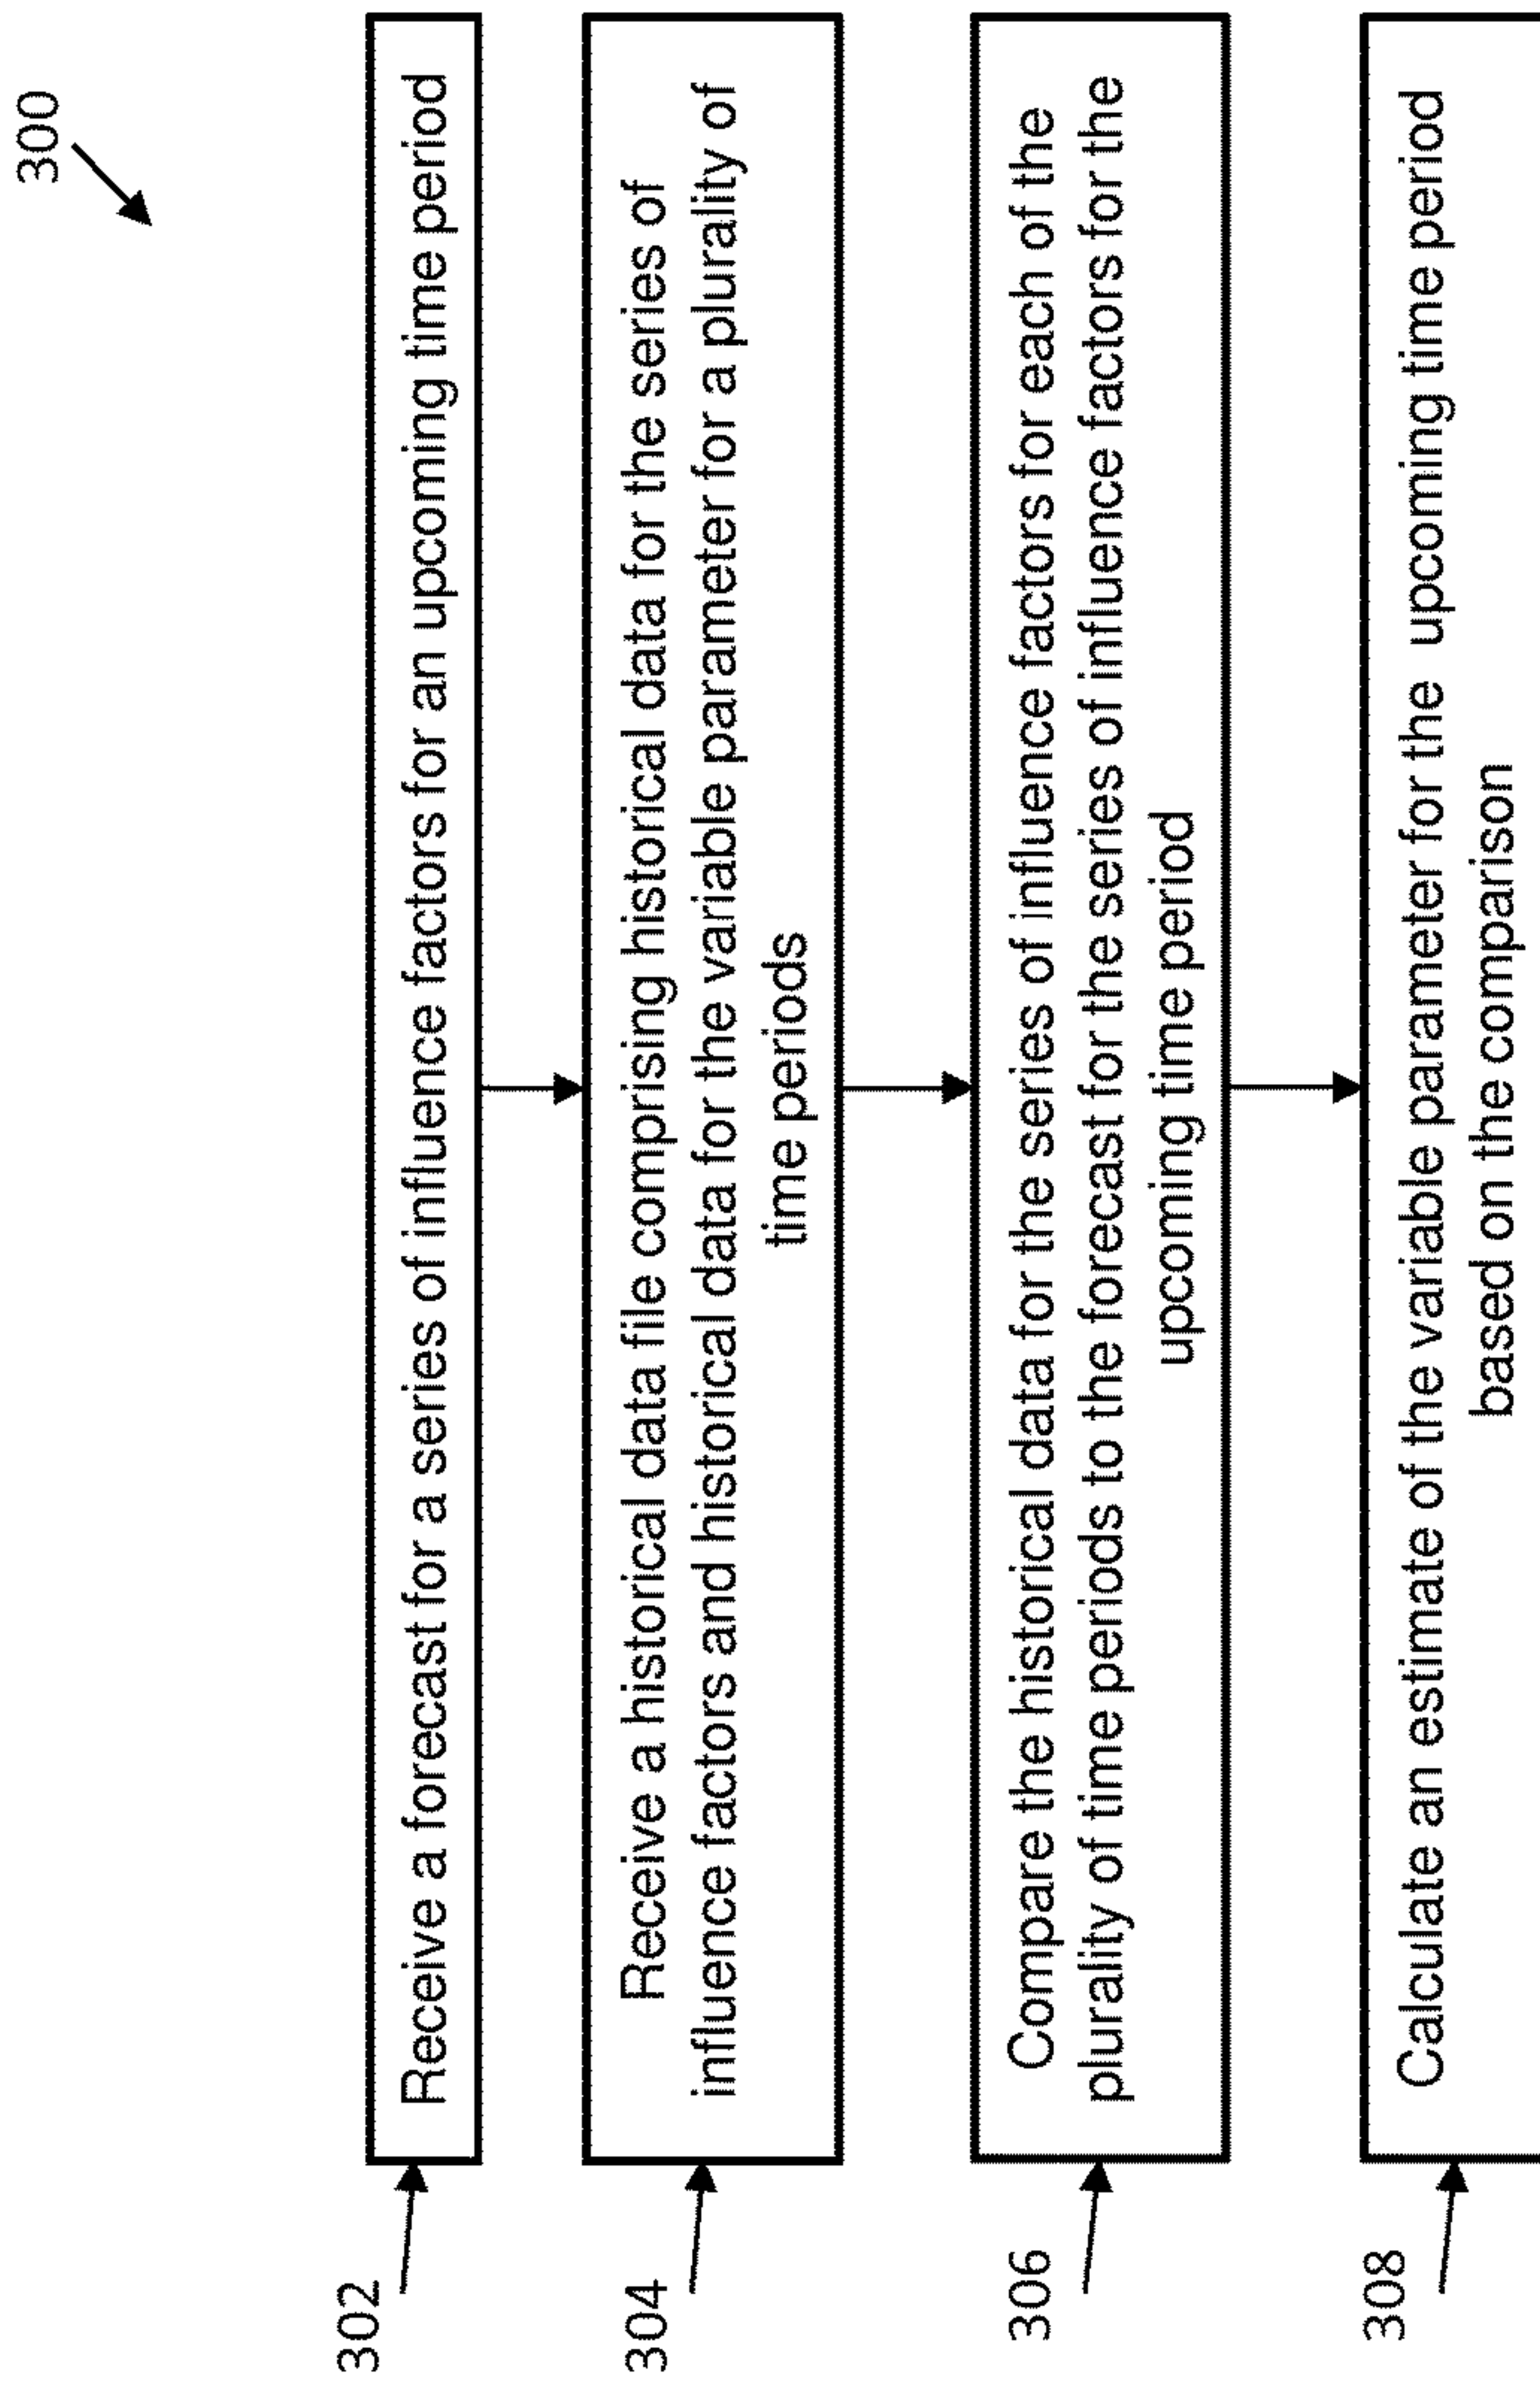 300
302
Receive a forecast for a series of influence factors for an upcoming time period
304
Receive a historical data file comprising historical data for the series of
influence factors and historical data for the variable parameter for a plurality of
time periods
306
Compare the historical data for the series of influence factors for each of the
plurality of time periods to the forecast for the series of influence factors for the
upcoming time period
308
Calculate an estimate of the variable parameter for the upcoming time period
based on the comparison